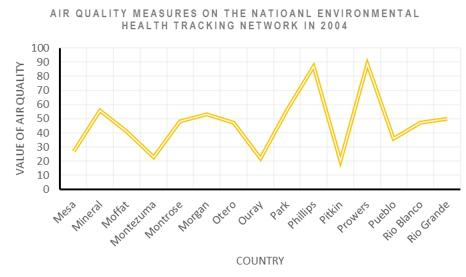 AIR QUALITY MEASURES ON THE NATIOANL ENVIRONMENTAL
HEALTH TRACKING NETWORK IN 2004
VALUE OF AIR QUALITY
100
90
80
70
60
50
40
30
20
10
0
Mesa
Mineral
Moffat
Montezuma
Montrose
Morgan
Otero
Ouray
Park
Phillips
Pitkin
Prowers
Pueblo
Rio Blanco
Rio Grande
COUNTRY